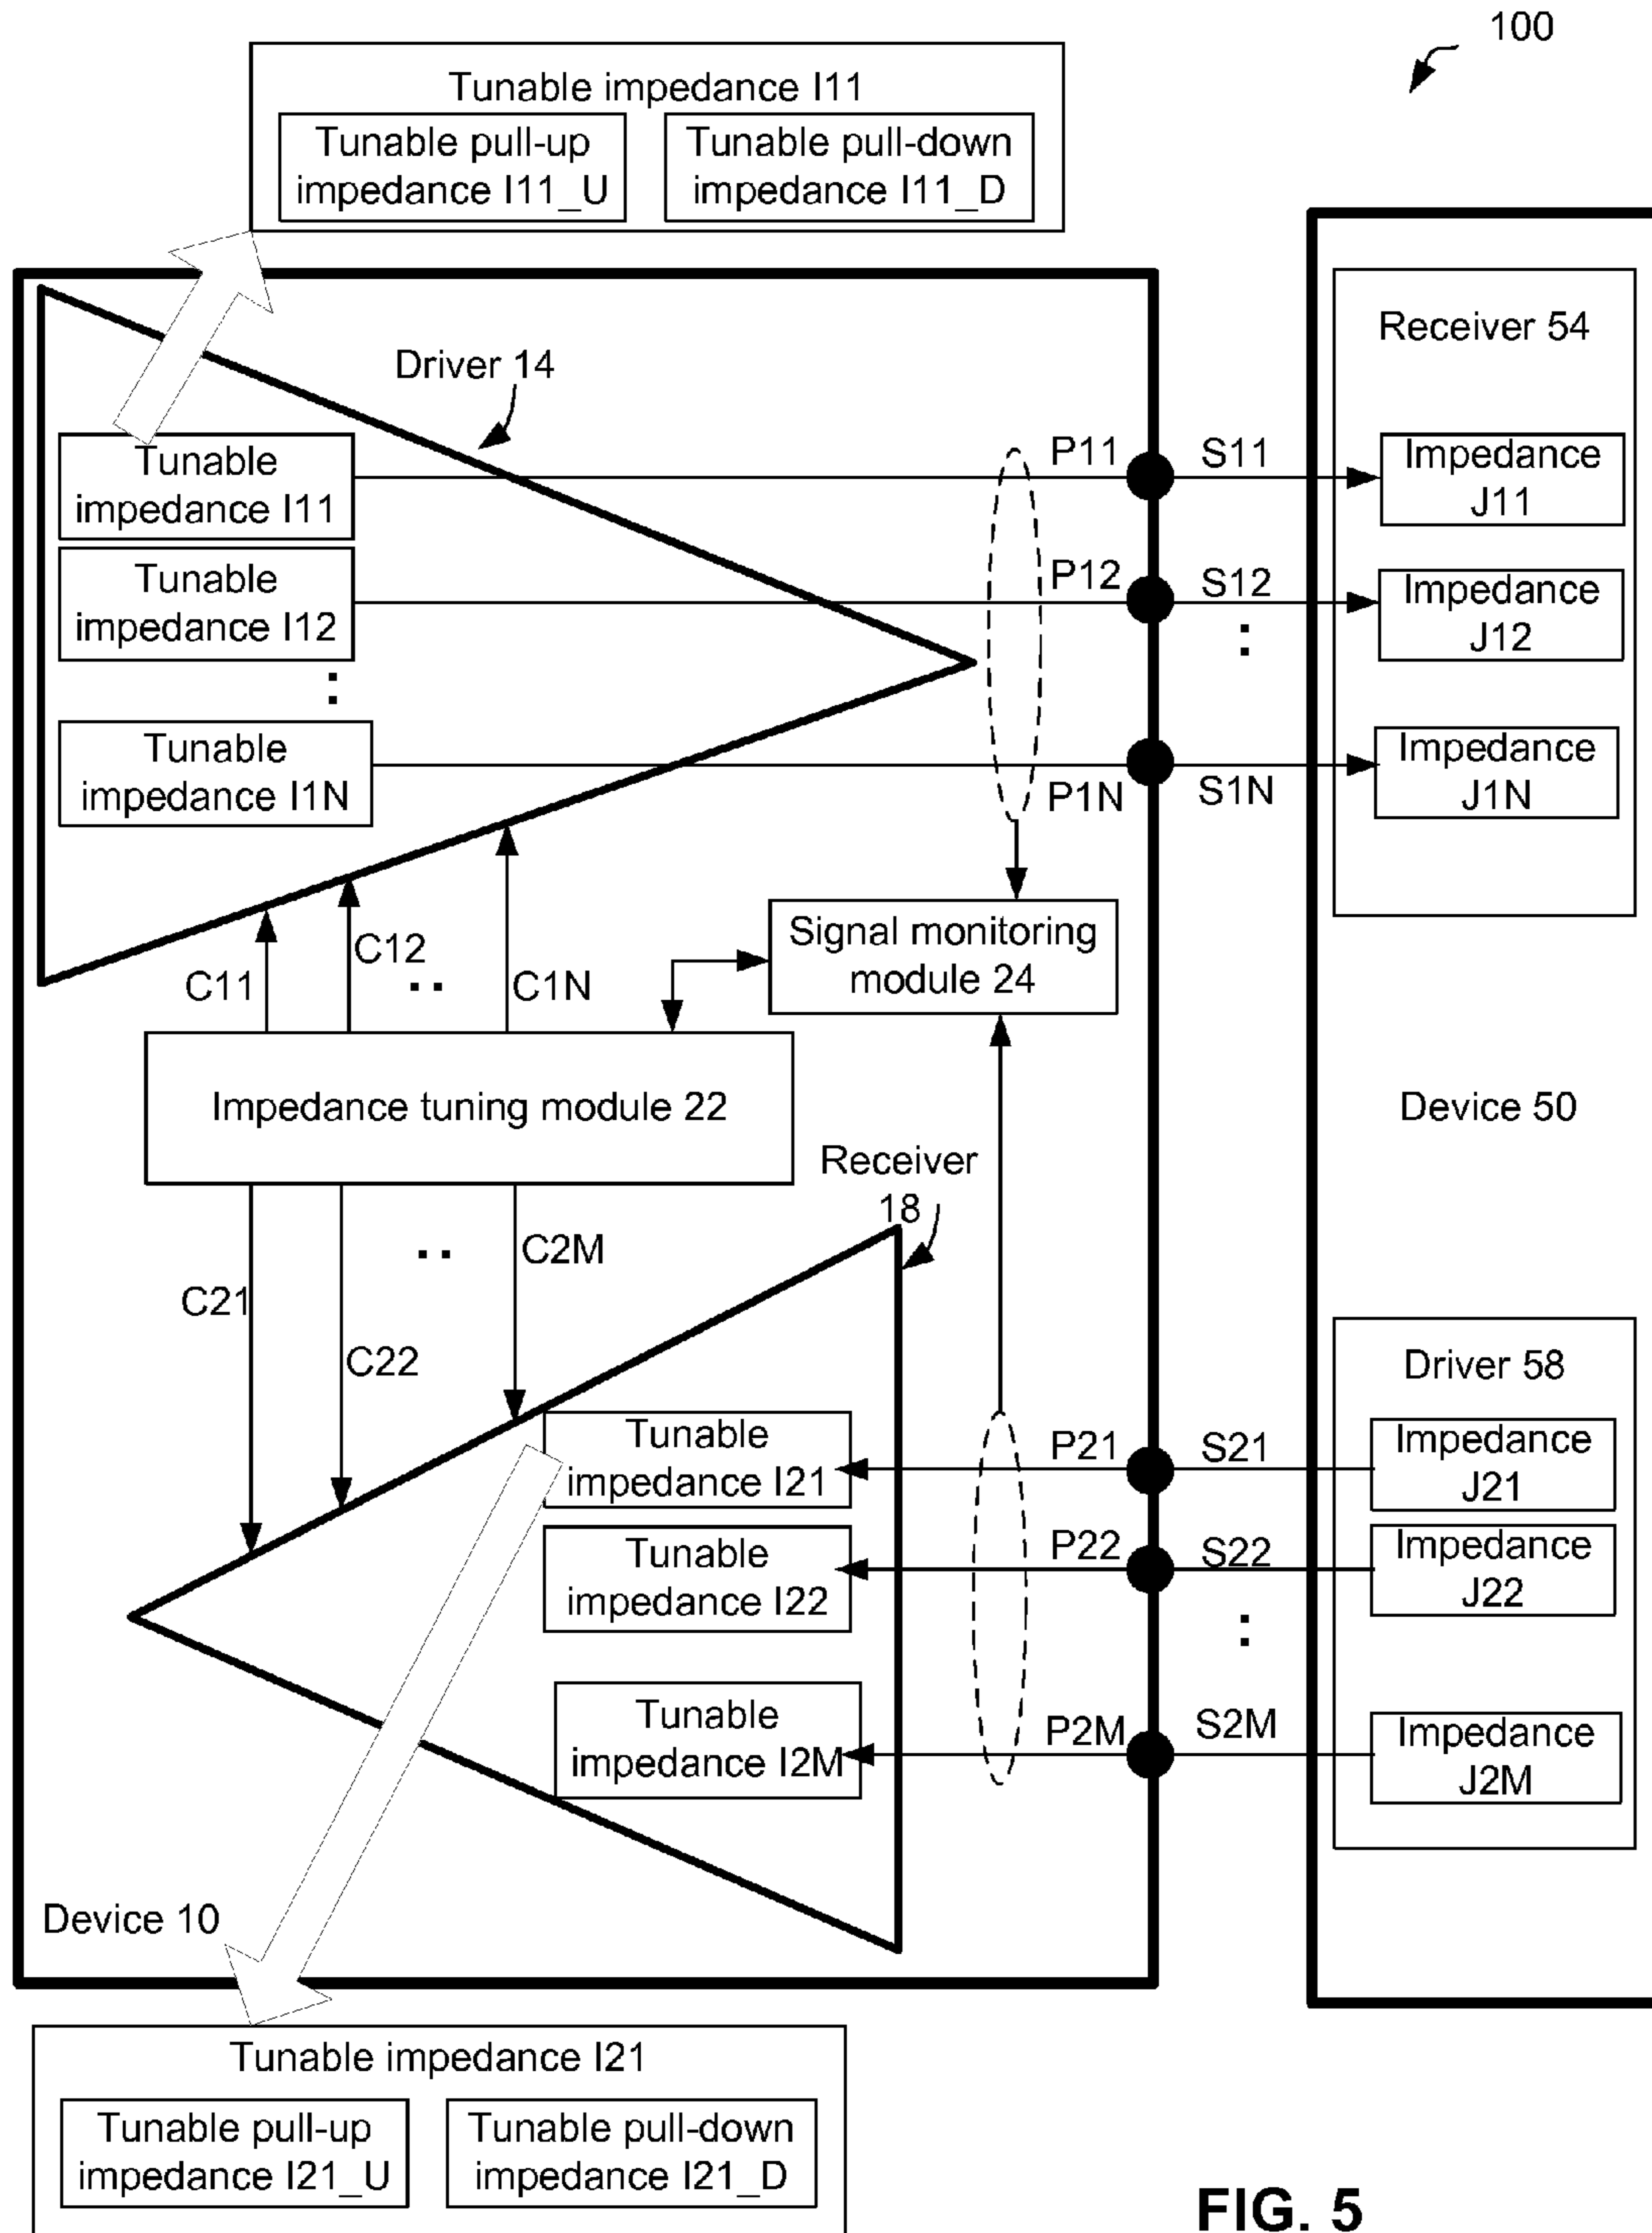 100
Tunable impedance I11
Tunable pull-up
impedance I11_U
Tunable pull-down
impedance I11_D
Receiver 54
Driver 14
Tunable
impedance I11
P11
S11
Impedance
J11
Tunable
impedance I12
P12
S12
Impedance
J12
:
:
Tunable
impedance I1N
P1N
S1N
Impedance
J1N
C11
C12
..
C1N
Signal monitoring
module 24
Impedance tuning module 22
Device 50
Receiver
18
C21
C22
..
C2M
Driver 58
Tunable
impedance I21
P21
S21
Impedance
J21
Tunable
impedance I22
P22
S22
Impedance
J22
:
Tunable
impedance I2M
P2M
S2M
Impedance
J2M
Device 10
Tunable impedance I21
Tunable pull-up
impedance I21_U
Tunable pull-down
impedance I21_D
FIG. 5